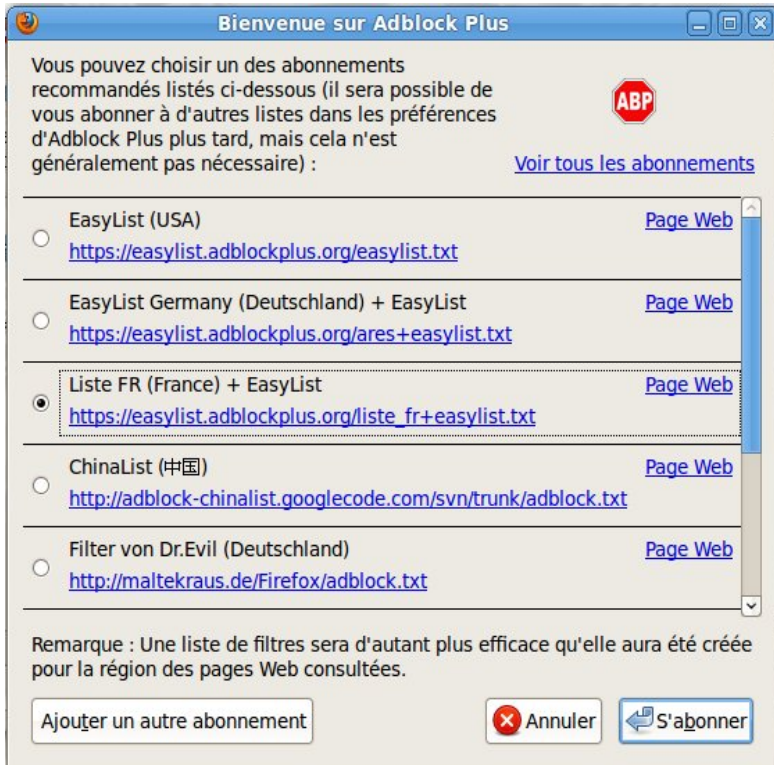 Bienvenue sur Adblock Plus
Vous pouvez choisir un des abonnements
recommandés listés ci-dessous (il sera possible de
vous abonner à d'autres listes dans les préférences
d'Adblock Plus plus tard, mais cela n'est
généralement pas nécessaire) :
ABP
Voir tous les abonnements
EasyList (USA)
Page Web
https://easylist.adblockplus.org/easylist.txt
EasyList Germany (Deutschland) + EasyList
Page Web
https://easylist.adblockplus.org/ares+easylist.txt
Liste FR (France) + EasyList
Page Web
https://easylist.adblockplus.org/liste_fr+easylist.txt
ChinaList (中国)
Page Web
http://adblock-chinalist.googlecode.com/svn/trunk/adblock.txt
Filter von Dr.Evil (Deutschland)
Page Web
http://maltekraus.de/Firefox/adblock.txt
Remarque : Une liste de filtres sera d'autant plus efficace qu'elle aura été créée
pour la région des pages Web consultées.
Ajouter un autre abonnement
Annuler
S'abonner